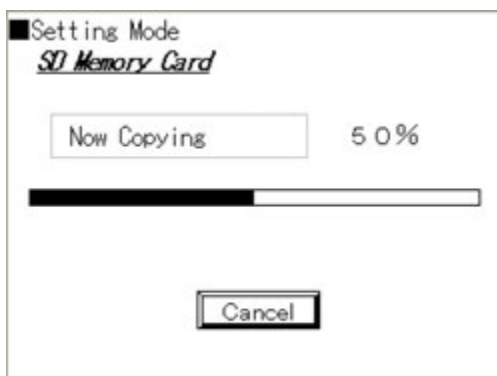 ■Setting Mode
SD Memory Card
Now Copying
５０％
Cancel